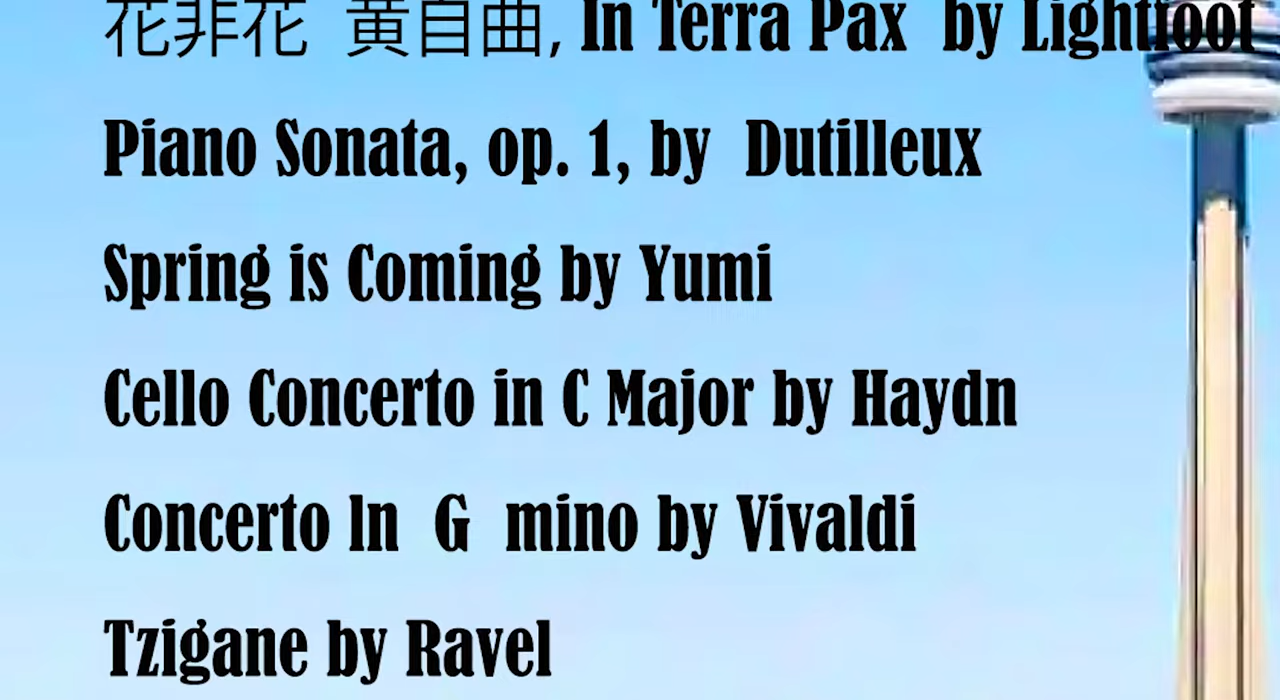 花非花 黄自曲, In Terra Pax by Lightfoot
Piano Sonata, op. 1, by Dutilleux
Spring is Coming by Yumi
Cello Concerto in C Major by Haydn
Concerto In G mino by Vivaldi
Tzigane by Ravel